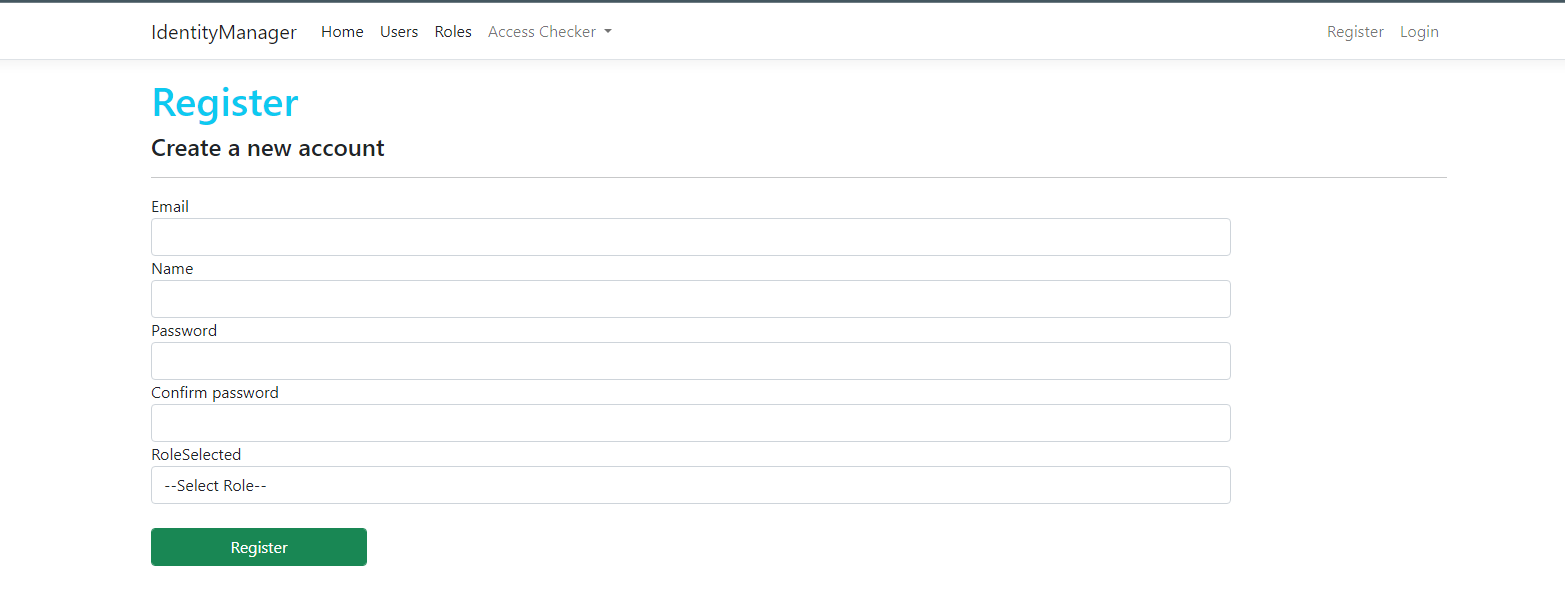 IdentityManager Home Users Roles Access Checker Register Login
Register
Create a new account
Email
Name
Password
Confirm password
RoleSelected
--Select Role--
Register